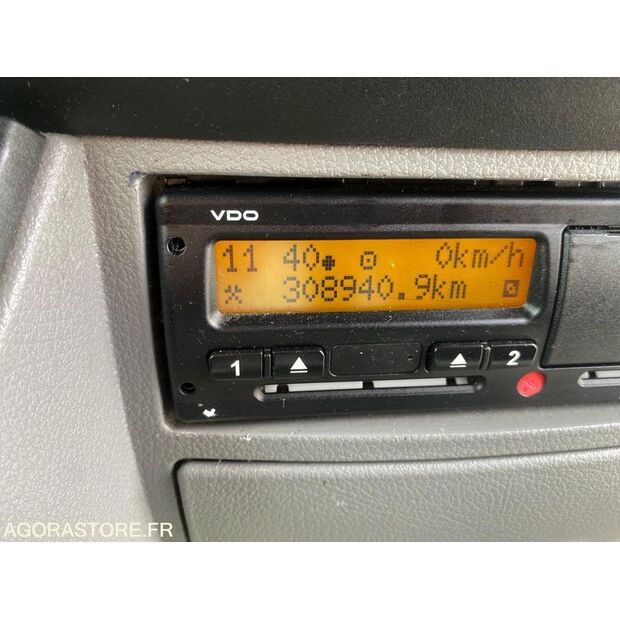 VDO
11 40 0km/h
308940.9km
1 2
AGORASTORE.FR